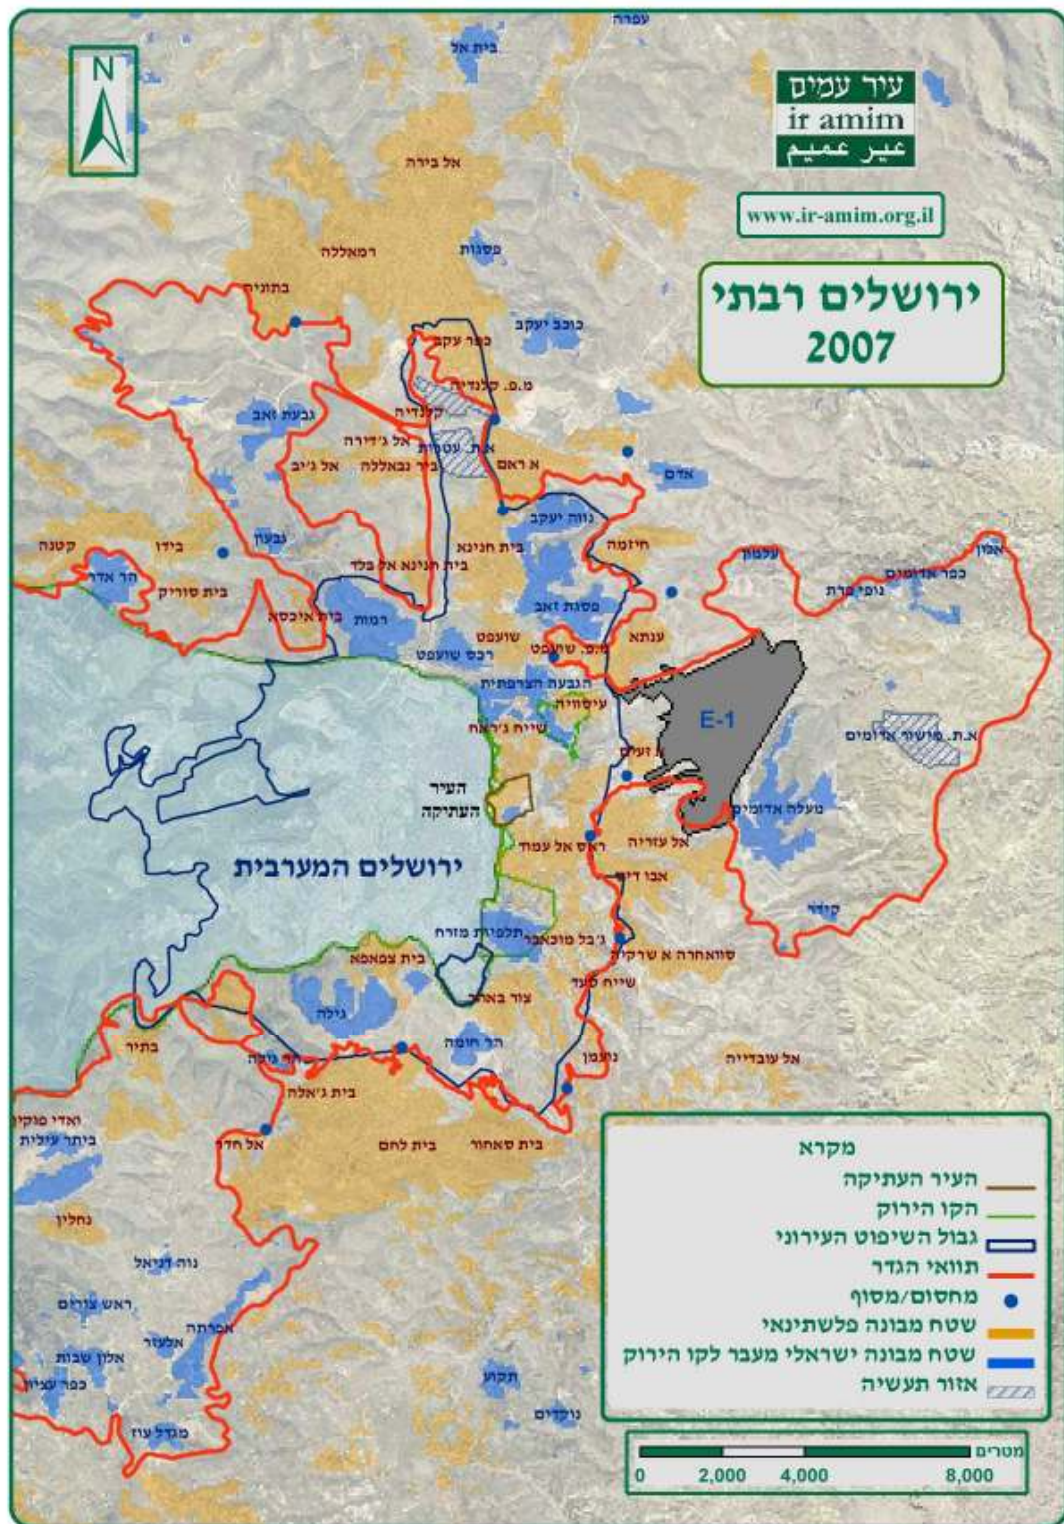 N
עיר עמים
ir amim
عير عميم
www.ir-amim.org.il
ירושלים רבתי
2007
עפרה
בית אל
אל בירה
רמאללה
פסגות
בתוניה
כוכב יעקב
כפר עקב
מ.פ. קלנדיה
קלנדיה
גבעת זאב
אל ג'דירה
א.ת. עטרות
אל ג'יב
ביר נבאללה
א ראם
אדם
נווה יעקב
גבעון
בידו
קטנה
בית חנינא
חיזמה
עלמון
אלון
בית חנינא אל בלד
הר אדר
בית סוריק
כפר אדומים
נופי פרת
פסגת זאב
בית איכסא
רמות
שועפט
ענתא
רכס שועפט
מ.פ. שועפט
הגבעה הצרפתית
עיסוויה
שייח ג'ראח
E-1
א.ת. מישור אדומים
א זעים
העיר
העתיקה
מעלה אדומים
ראס אל עמוד
אל עזריה
ירושלים המערבית
אבו דיס
קידר
תלפיות מזרח
ג'בל מוכאבר
סוואחרה א שרקיה
בית צפאפא
שייח סעד
צור באהר
גילה
הר חומה
בתיר
הר גילה
נועמן
אל עובדייה
בית ג'אלה
ואדי פוקין
ביתר עילית
אל חדר
בית לחם
בית סאחור
נחלין
נוה דניאל
ראש צורים
אפרתה
אלעזר
אלון שבות
כפר עציון
תקוע
נוקדים
מגדל עוז
מקרא
העיר העתיקה
הקו הירוק
גבול השיפוט העירוני
תוואי הגדר
מחסום/מסוף
שטח מבונה פלשתינאי
שטח מבונה ישראלי מעבר לקו הירוק
אזור תעשיה
מטרים
0 2,000 4,000 8,000